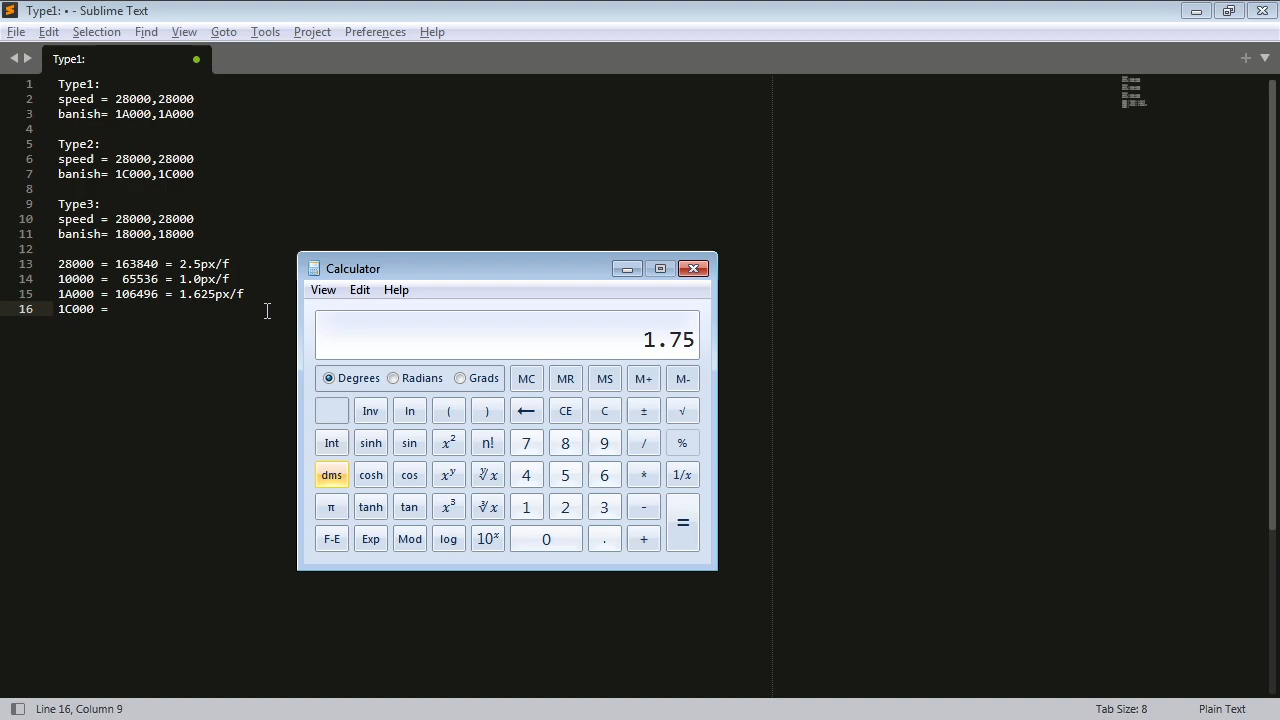 Type1: • - Sublime Text
File Edit Selection Find View Goto Tools Project Preferences Help
Type1:
1 Type1:
2 speed = 28000,28000
3 banish= 1A000,1A000
4
5 Type2:
6 speed = 28000,28000
7 banish= 1C000,1C000
8
9 Type3:
10 speed = 28000,28000
11 banish= 18000,18000
12
13 28000 = 163840 = 2.5px/f
14 10000 =  65536 = 1.0px/f
15 1A000 = 106496 = 1.625px/f
16 1C000 =
Calculator
View Edit Help
1.75
Degrees Radians Grads MC MR MS M+ M-
Inv ln ( ) ← CE C ± √
Int sinh sin x² n! 7 8 9 / %
dms cosh cos xʸ ʸ√x 4 5 6 * 1/x
π tanh tan x³ ³√x 1 2 3 - =
F-E Exp Mod log 10ˣ 0 . +
Line 16, Column 9 Tab Size: 8 Plain Text